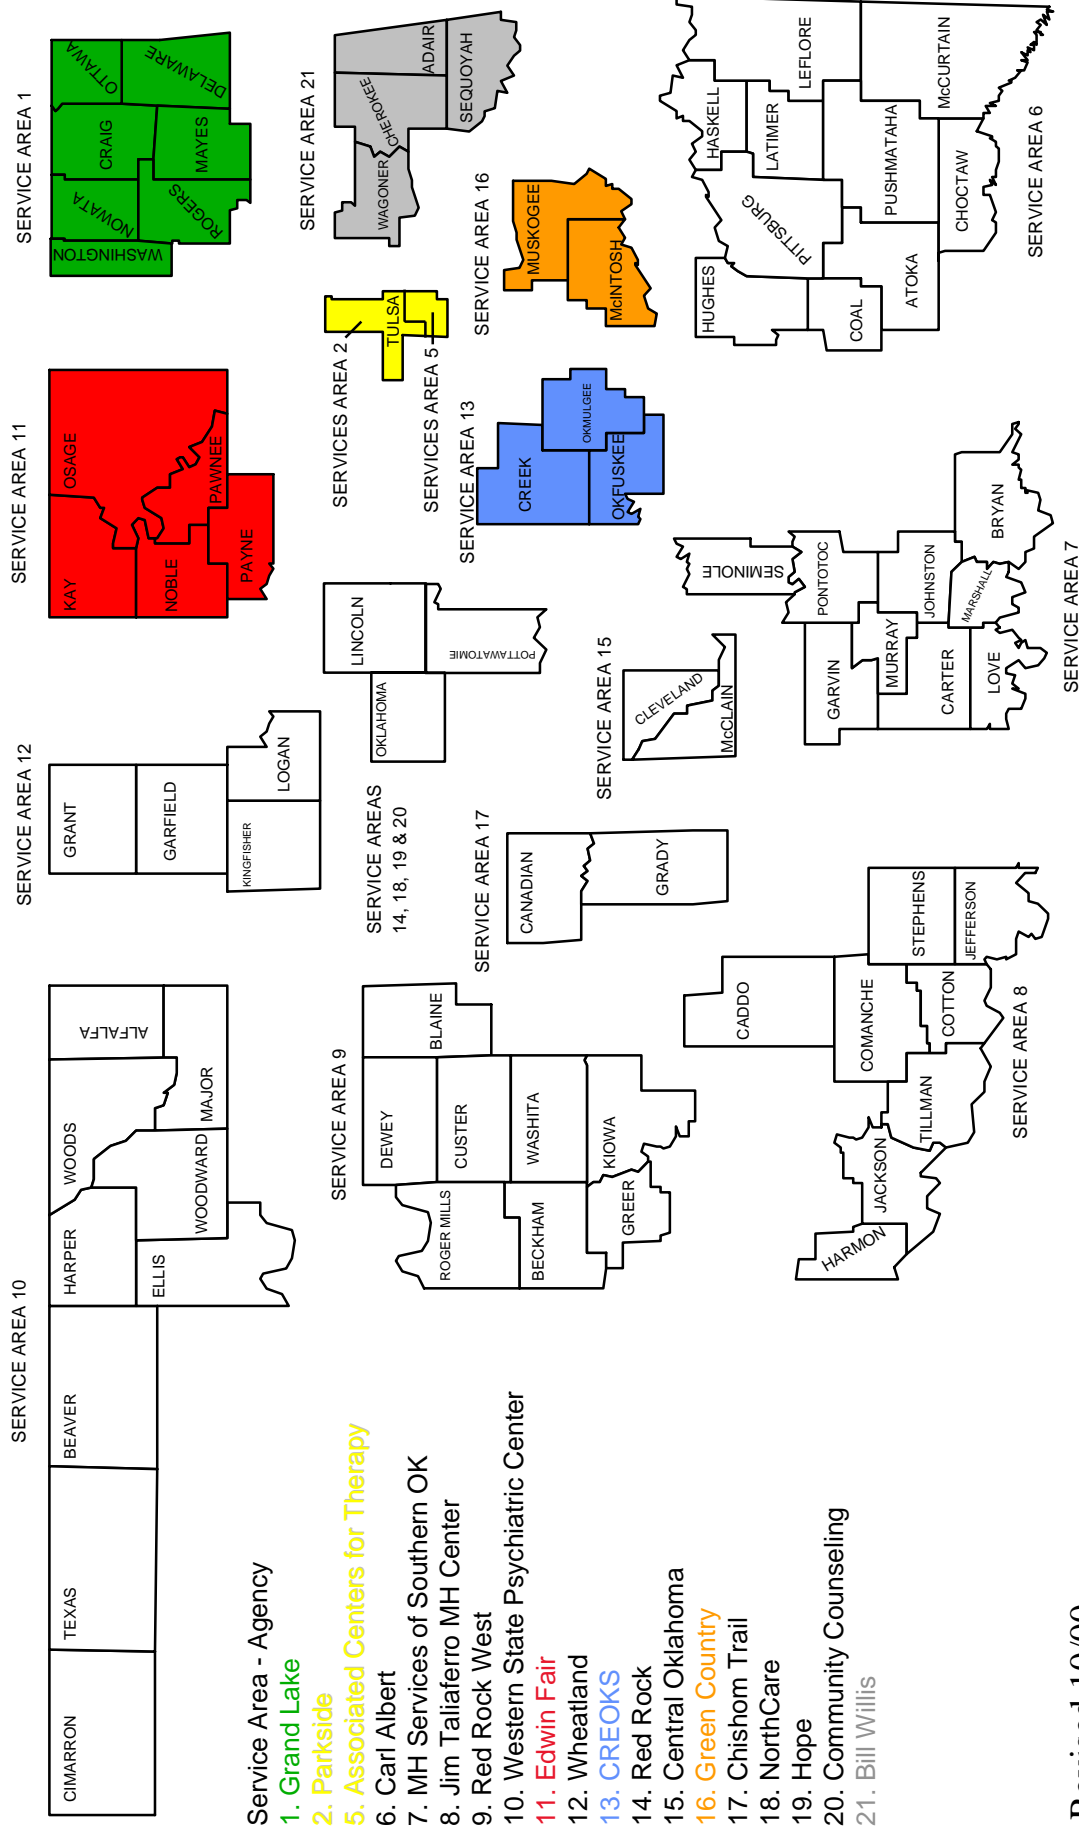 SERVICE AREA 10
CIMARRON
TEXAS
BEAVER
HARPER
ELLIS
WOODS
WOODWARD
ALFALFA
MAJOR
SERVICE AREA 12
GRANT
GARFIELD
KINGFISHER
LOGAN
SERVICE AREA 11
KAY
OSAGE
NOBLE
PAWNEE
PAYNE
SERVICE AREA 1
WASHINGTON
NOWATA
CRAIG
OTTAWA
DELAWARE
ROGERS
MAYES
SERVICE AREA 9
ROGER MILLS
DEWEY
BLAINE
CUSTER
BECKHAM
WASHITA
GREER
KIOWA
SERVICE AREAS
14, 18, 19 & 20
OKLAHOMA
LINCOLN
POTTAWATOMIE
SERVICES AREA 2
TULSA
SERVICES AREA 5
SERVICE AREA 21
WAGONER
CHEROKEE
ADAIR
SEQUOYAH
SERVICE AREA 17
CANADIAN
GRADY
SERVICE AREA 13
CREEK
OKMULGEE
OKFUSKEE
SERVICE AREA 16
MUSKOGEE
McINTOSH
SERVICE AREA 15
CLEVELAND
McCLAIN
SERVICE AREA 8
CADDO
COMANCHE
STEPHENS
JEFFERSON
COTTON
TILLMAN
JACKSON
HARMON
SERVICE AREA 7
SEMINOLE
PONTOTOC
GARVIN
MURRAY
JOHNSTON
CARTER
MARSHALL
LOVE
BRYAN
SERVICE AREA 6
HUGHES
PITTSBURG
HASKELL
LATIMER
LEFLORE
COAL
ATOKA
PUSHMATAHA
McCURTAIN
CHOCTAW
Service Area - Agency
1. Grand Lake
2. Parkside
5. Associated Centers for Therapy
6. Carl Albert
7. MH Services of Southern OK
8. Jim Taliaferro MH Center
9. Red Rock West
10. Western State Psychiatric Center
11. Edwin Fair
12. Wheatland
13. CREOKS
14. Red Rock
15. Central Oklahoma
16. Green Country
17. Chishom Trail
18. NorthCare
19. Hope
20. Community Counseling
21. Bill Willis